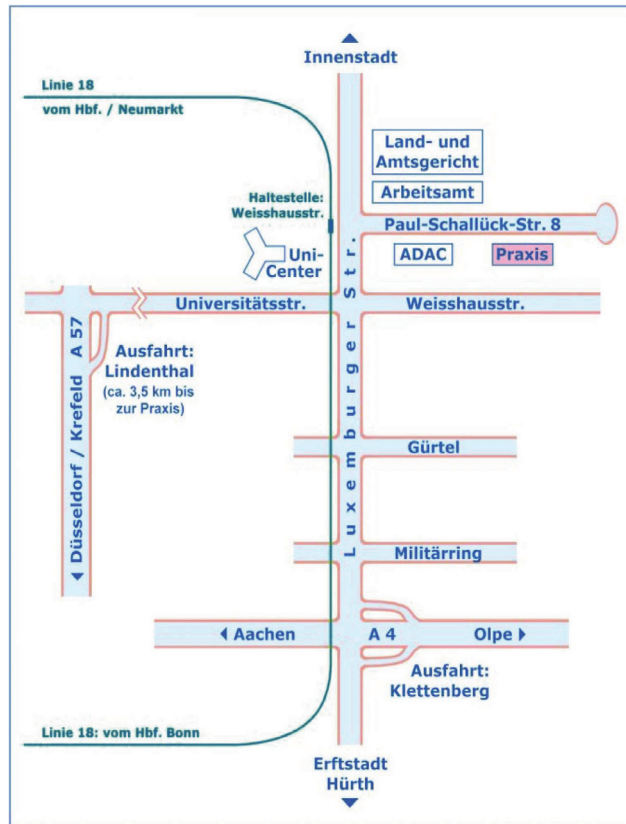 Innenstadt
Linie 18
vom Hbf. / Neumarkt
Land- und
Amtsgericht
Arbeitsamt
Haltestelle:
Weisshausstr.
Paul-Schallück-Str. 8
Uni-
Center
ADAC
Praxis
Universitätsstr.
Weisshausstr.
Luxemburger Str.
Düsseldorf / Krefeld A 57
Ausfahrt:
Lindenthal
(ca. 3,5 km bis
zur Praxis)
Gürtel
Militärring
Aachen
A 4
Olpe
Ausfahrt:
Klettenberg
Linie 18: vom Hbf. Bonn
Erftstadt
Hürth